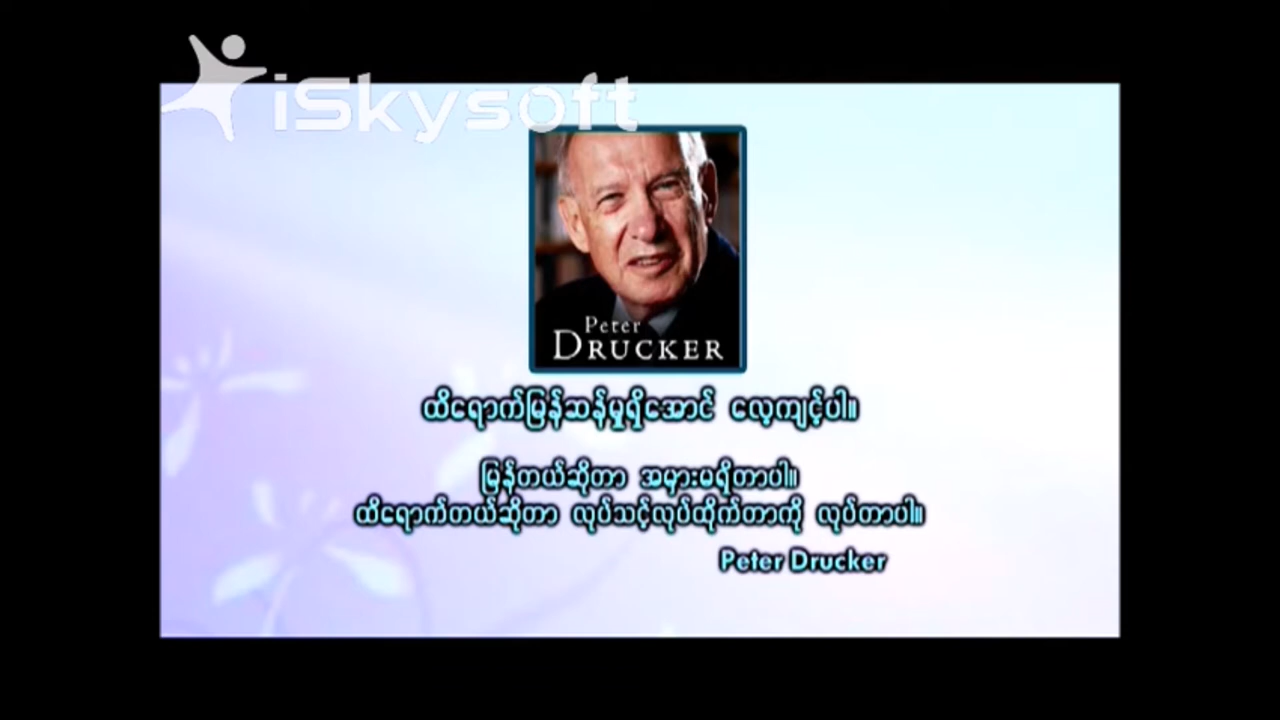 iSkysoft
Peter
DRUCKER
ထိရောက်မြန်ဆန်မှုရှိအောင် လေ့ကျင့်ပါ။
မြန်တယ်ဆိုတာ အမှားမရှိတာပါ။
ထိရောက်တယ်ဆိုတာ လုပ်သင့်လုပ်ထိုက်တာကို လုပ်တာပါ။
Peter Drucker